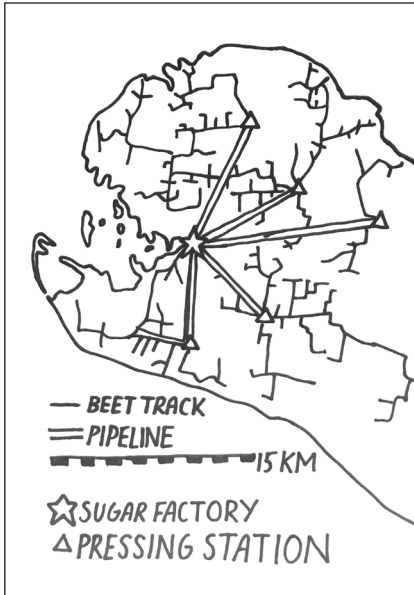 BEET TRACK
PIPELINE
15 KM
SUGAR FACTORY
PRESSING STATION